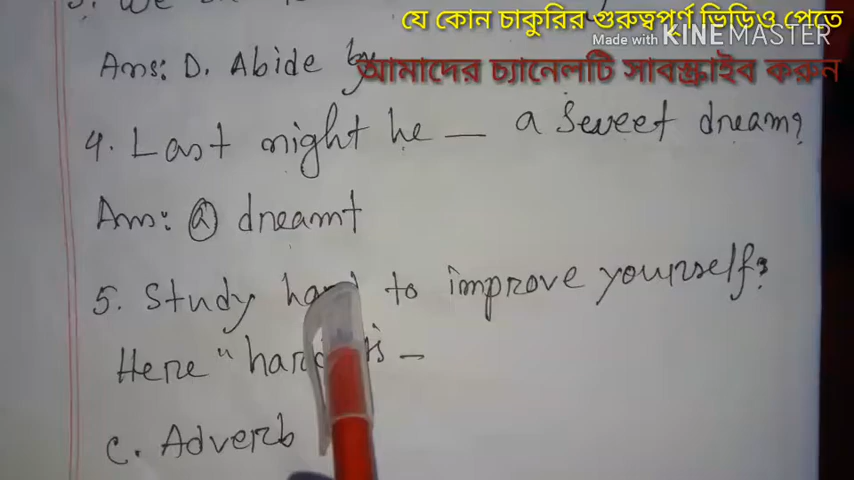 যে কোন চাকুরির গুরুত্বপূর্ণ ভিডিও পেতে
Made with KINEMASTER
Ans: D. Abide by
আমাদের চ্যানেলটি সাবস্ক্রাইব করুন
4. Last night he — a sweet dream?
Ans: ⓐ dreamt
5. Study hard to improve yourself?
Here "hard" is —
C. Adverb